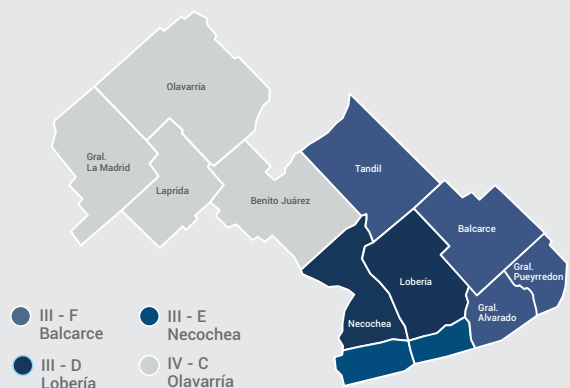 Olavarría
Gral.
La Madrid
Laprida
Benito Juárez
Tandil
Balcarce
Gral.
Pueyrredon
Lobería
Gral.
Alvarado
Necochea
III - F
Balcarce
III - E
Necochea
III - D
Lobería
IV - C
Olavarría